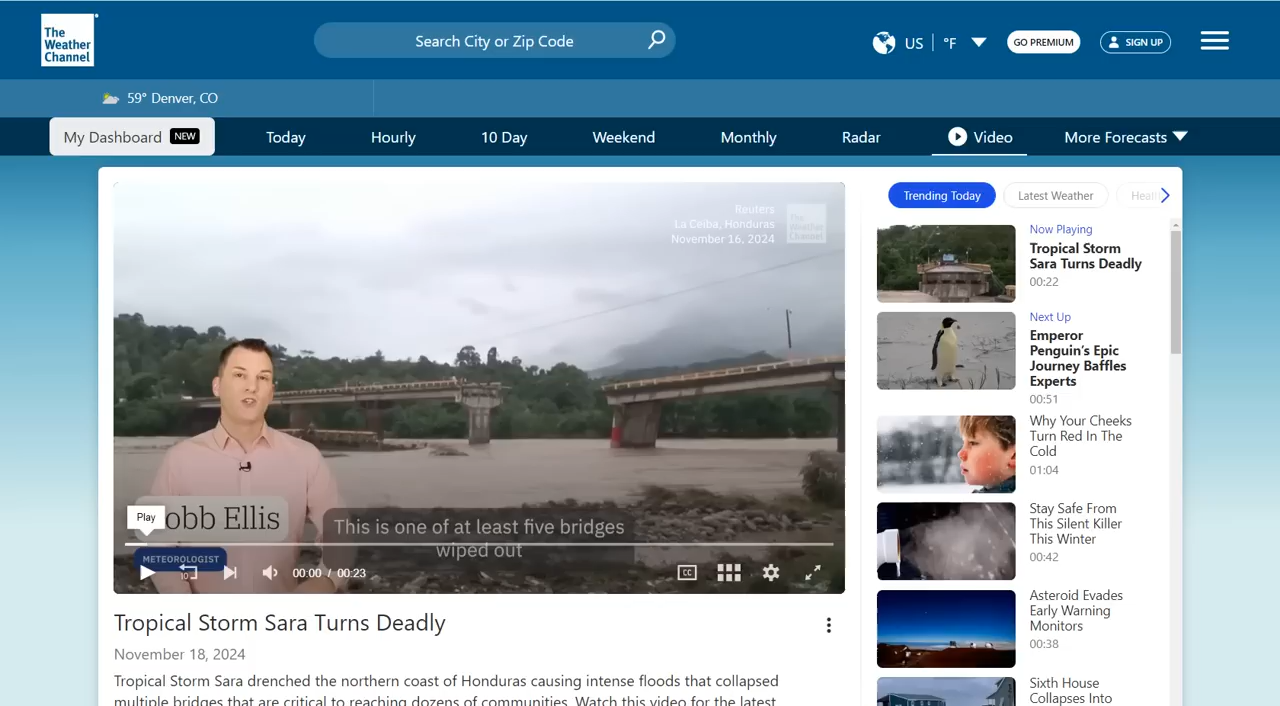 The
Weather
Channel
Search City or Zip Code
US
°F
GO PREMIUM
SIGN UP
59° Denver, CO
My Dashboard NEW
Today
Hourly
10 Day
Weekend
Monthly
Radar
Video
More Forecasts
Reuters
La Ceiba, Honduras
November 16, 2024
The
Weather
Channel
Play
obb Ellis
METEOROLOGIST
This is one of at least five bridges
wiped out
10
00:00 / 00:23
CC
Tropical Storm Sara Turns Deadly
November 18, 2024
Tropical Storm Sara drenched the northern coast of Honduras causing intense floods that collapsed
multiple bridges that are critical to reaching dozens of communities. Watch this video for the latest
Trending Today
Latest Weather
Now Playing
Tropical Storm
Sara Turns Deadly
00:22
Next Up
Emperor
Penguin’s Epic
Journey Baffles
Experts
00:51
Why Your Cheeks
Turn Red In The
Cold
01:04
Stay Safe From
This Silent Killer
This Winter
00:42
Asteroid Evades
Early Warning
Monitors
00:38
Sixth House
Collapses Into